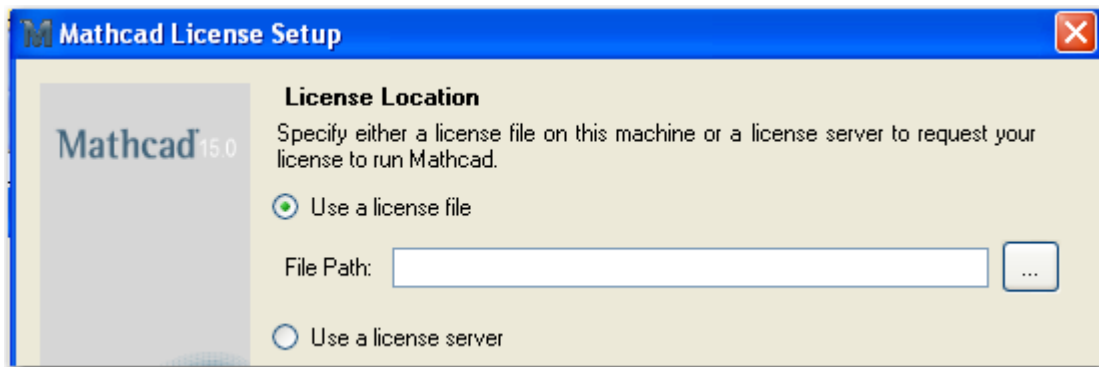 Mathcad License Setup
License Location
Mathcad 15.0
Specify either a license file on this machine or a license server to request your
license to run Mathcad.
Use a license file
File Path:
...
Use a license server